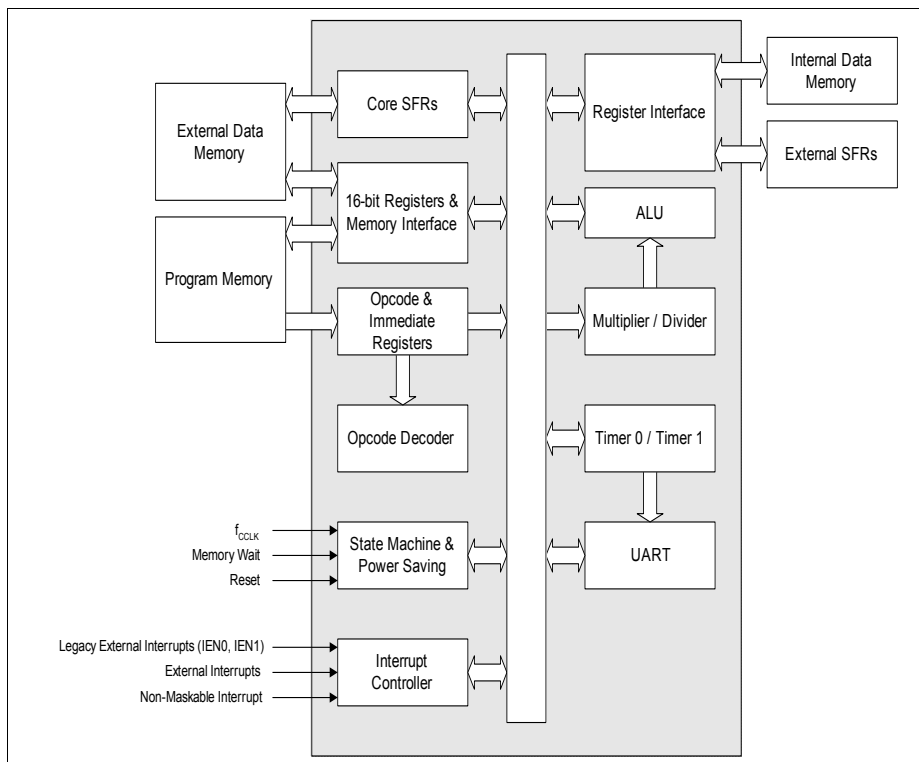 External Data
Memory
Program Memory
Core SFRs
16-bit Registers &
Memory Interface
Opcode &
Immediate
Registers
Opcode Decoder
fCCLK
Memory Wait
Reset
State Machine &
Power Saving
Legacy External Interrupts (IEN0, IEN1)
External Interrupts
Non-Maskable Interrupt
Interrupt
Controller
Register Interface
ALU
Multiplier / Divider
Timer 0 / Timer 1
UART
Internal Data
Memory
External SFRs